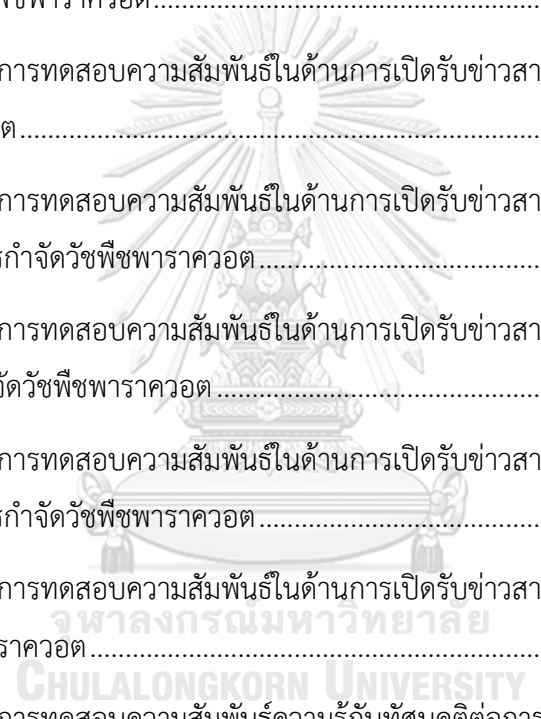 พืชพาราควอต
การทดสอบความสัมพันธ์ในด้านการเปิดรับข่าวสา
ต
การทดสอบความสัมพันธ์ในด้านการเปิดรับข่าวสา
กำจัดวัชพืชพาราควอต
การทดสอบความสัมพันธ์ในด้านการเปิดรับข่าวสา
จัดวัชพืชพาราควอต
การทดสอบความสัมพันธ์ในด้านการเปิดรับข่าวสา
กำจัดวัชพืชพาราควอต
การทดสอบความสัมพันธ์ในด้านการเปิดรับข่าวสา
จุฬาลงกรณ์มหาวิทยาลัย
ราควอต
CHULALONGKORN UNIVERSITY
การทดสอบความสัมพันธ์ความรู้กับทัศนคติต่อการ